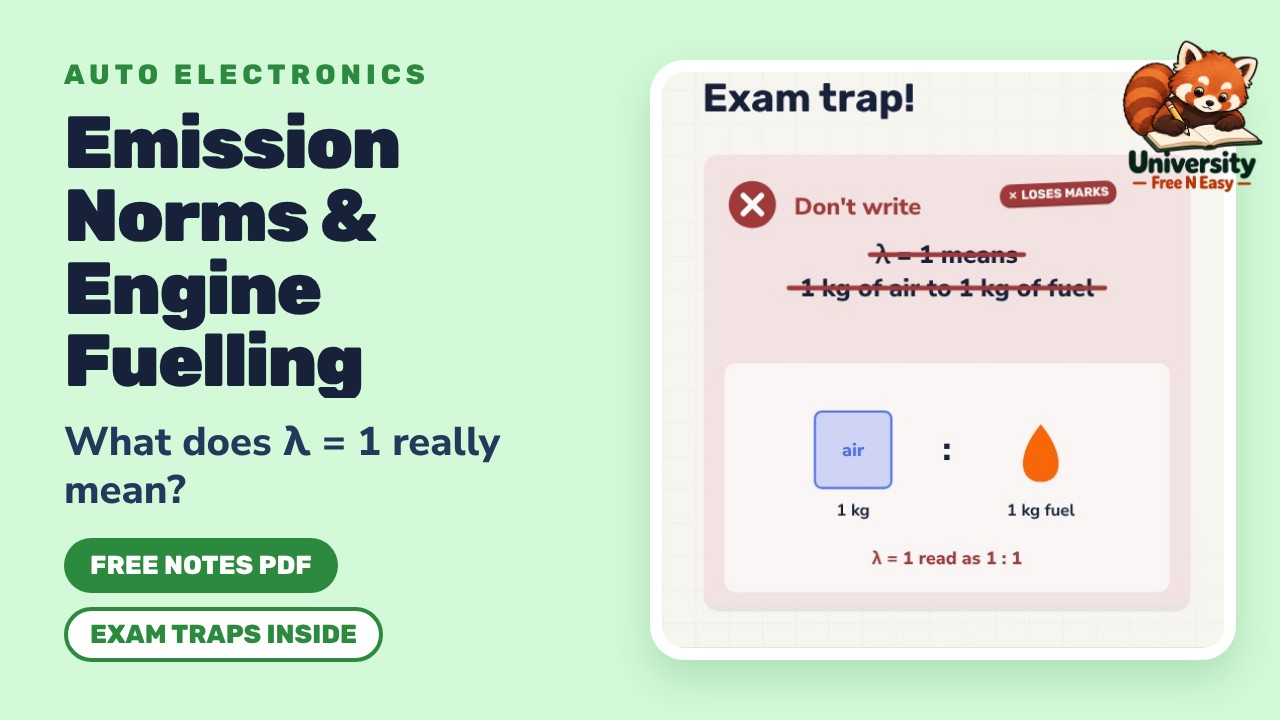 AUTO ELECTRONICS
Emission
Norms &
Engine
Fuelling
What does λ = 1 really
mean?
FREE NOTES PDF
EXAM TRAPS INSIDE
Exam trap!
Don't write
× LOSES MARKS
λ = 1 means
1 kg of air to 1 kg of fuel
air
:
1 kg
1 kg fuel
λ = 1 read as 1 : 1
University
Free N Easy